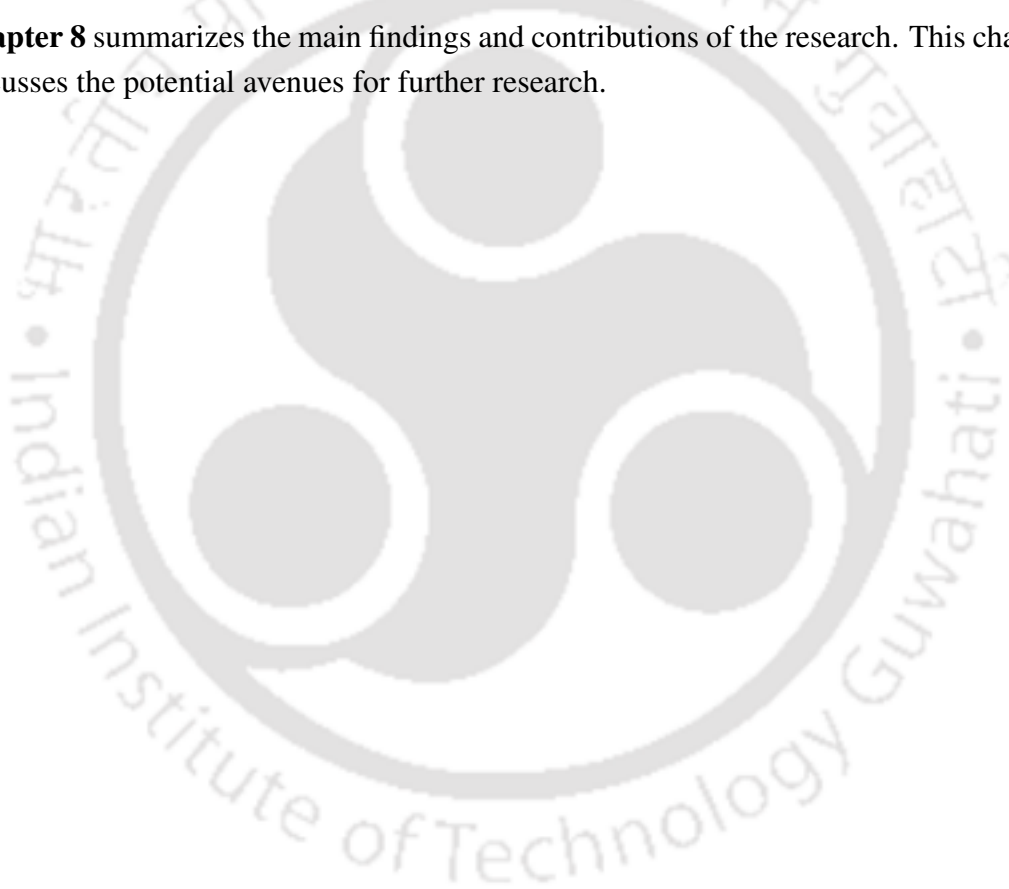 apter 8 summarizes the main findings and contributions of the research. This cha
usses the potential avenues for further research.
• Indian Institute of Technology Guwahati •